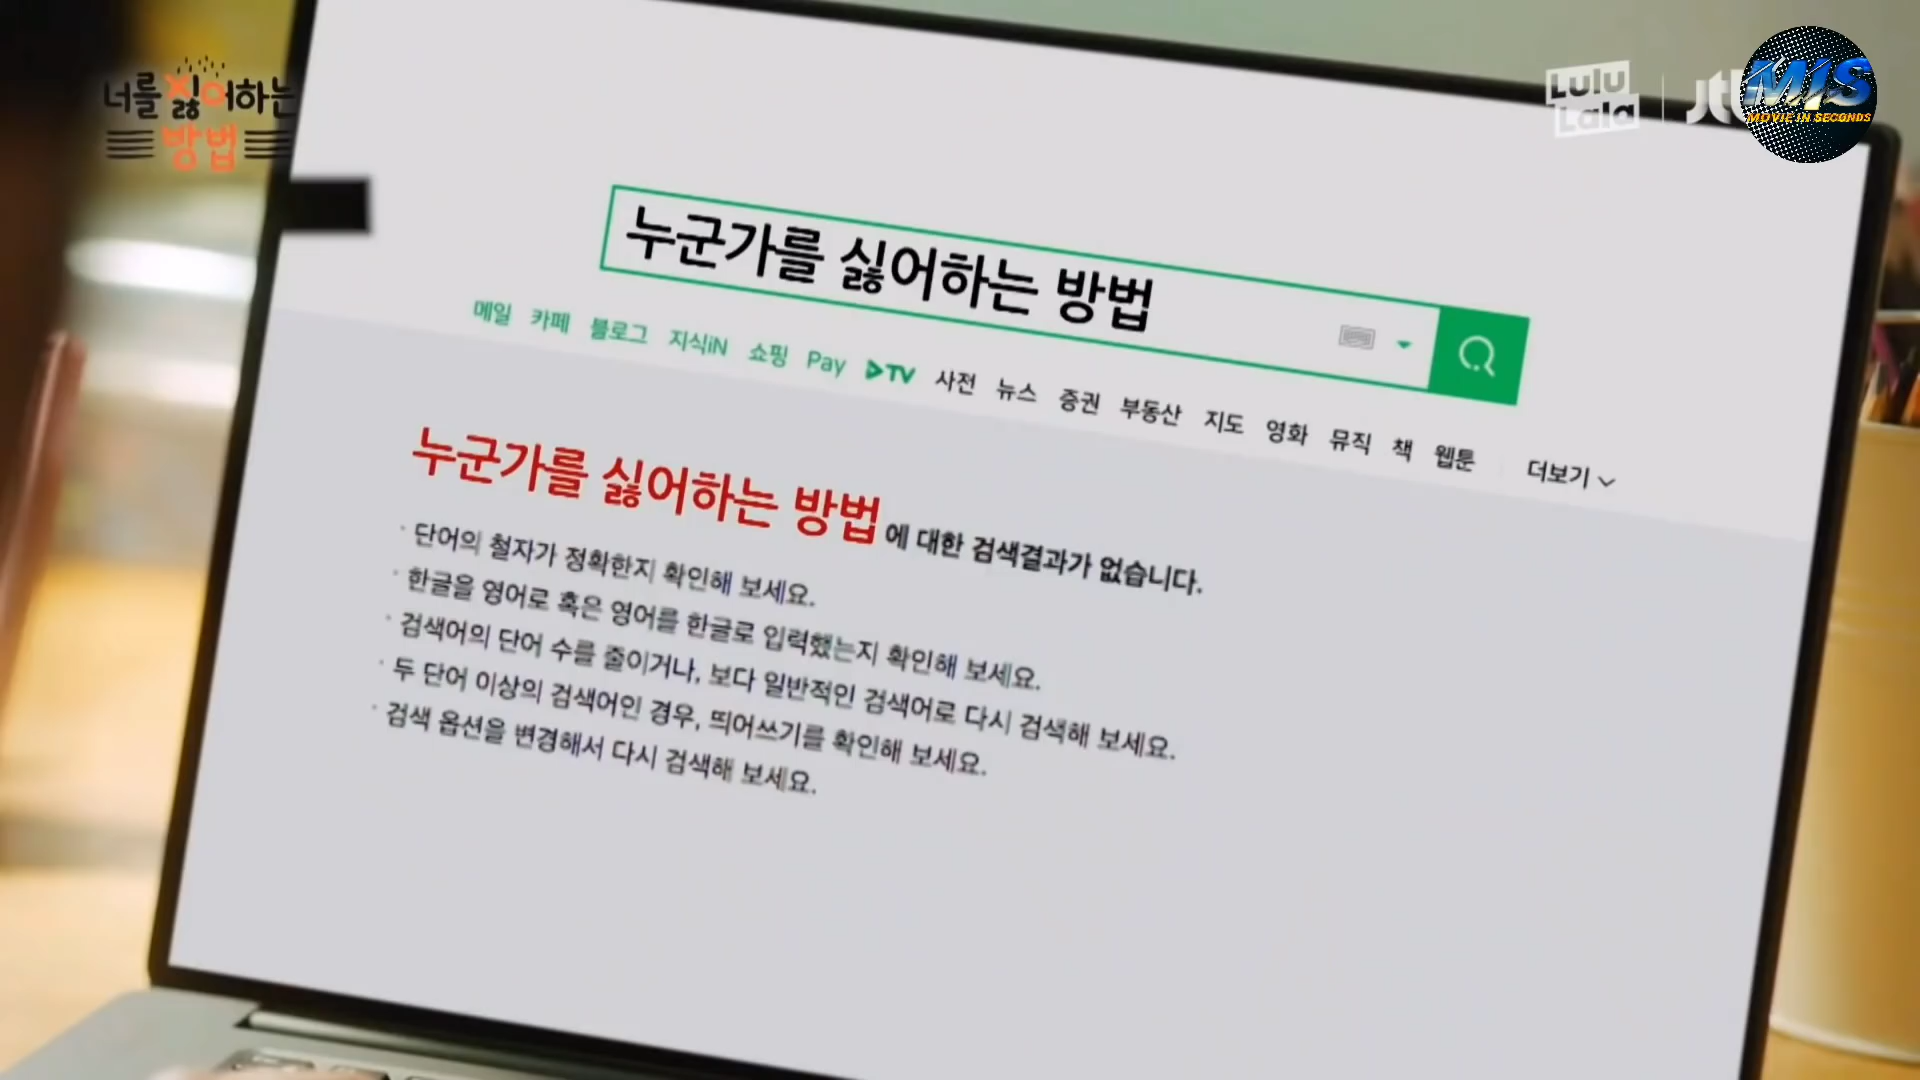 너를 싫어하는
방법
Lulu
Lala
MIS
MOVIE IN SECONDS
누군가를 싫어하는 방법
메일 카페 블로그 지식iN 쇼핑 Pay TV 사전 뉴스 증권 부동산 지도 영화 뮤직 책 웹툰 더보기
누군가를 싫어하는 방법에 대한 검색결과가 없습니다.
단어의 철자가 정확한지 확인해 보세요.
한글을 영어로 혹은 영어를 한글로 입력했는지 확인해 보세요.
검색어의 단어 수를 줄이거나, 보다 일반적인 검색어로 다시 검색해 보세요.
두 단어 이상의 검색어인 경우, 띄어쓰기를 확인해 보세요.
검색 옵션을 변경해서 다시 검색해 보세요.